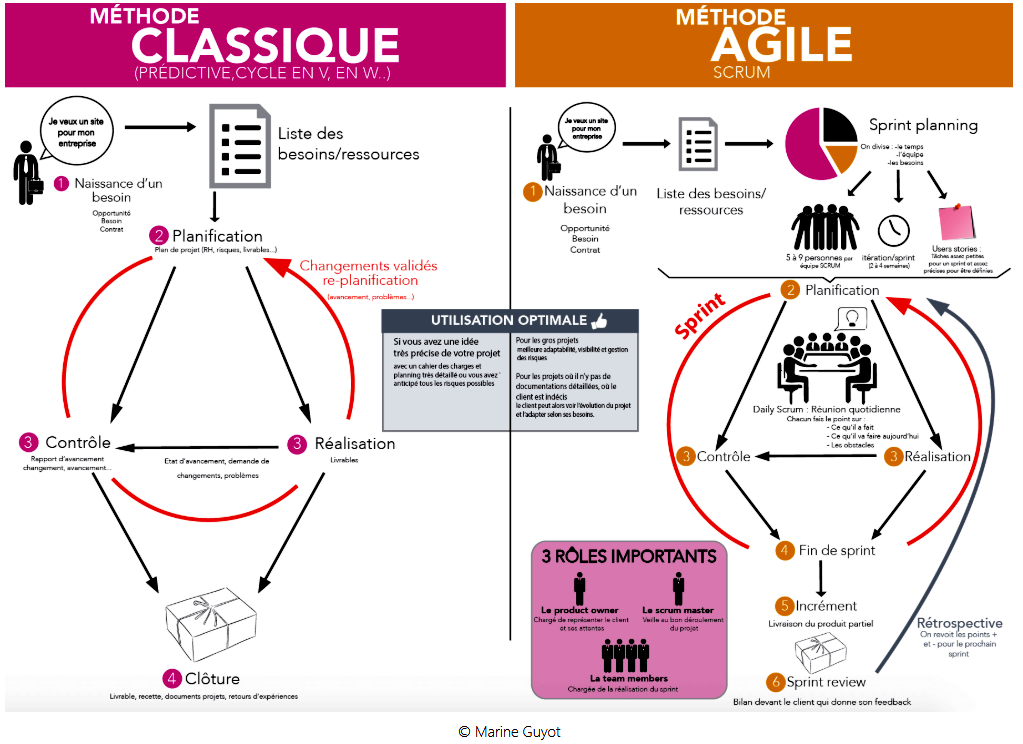 MÉTHODE
CLASSIQUE
(PRÉDICTIVE,CYCLE EN V, EN W..)
Je veux un site
pour mon
entreprise
Liste des
besoins/ressources
1 Naissance d'un
besoin
Opportunité
Besoin
Contrat
2 Planification
Plan de projet (RH, risques, livrables...)
Changements validés
re-planification
(avancement, problèmes...)
3 Contrôle
Rapport d'avancement
changement, avancement...
Etat d'avancement, demande de
changements, problèmes
3 Réalisation
Livrables
4 Clôture
Livrable, recette, documents projets, retours d'expériences
UTILISATION OPTIMALE
Si vous avez une idée
très précise de votre projet
avec un cahier des charges et
planning très détaillé ou vous avez
anticipé tous les risques possibles
Pour les gros projets
meilleure adaptabilité, visibilité et gestion
des risques
Pour les projets où il n'y pas de
documentations détaillées, où le
client est indécis
le client peut alors voir l'évolution du projet
et l'adapter selon ses besoins.
MÉTHODE
AGILE
SCRUM
Je veux un site
pour mon
entreprise
1 Naissance d'un
besoin
Opportunité
Besoin
Contrat
Liste des besoins/
ressources
Sprint planning
On divise : -le temps
-l'équipe
-les besoins
5 à 9 personnes par
équipe SCRUM
itération/sprint
(2 à 4 semaines)
Users stories :
Tâches assez petites
pour un sprint et assez
précises pour être définies
2 Planification
Sprint
Daily Scrum : Réunion quotidienne
Chacun fais le point sur :
- Ce qu'il a fait
- Ce qu'il va faire aujourd'hui
- Les obstacles
3 Contrôle
3 Réalisation
4 Fin de sprint
5 Incrément
Livraison du produit partiel
6 Sprint review
Bilan devant le client qui donne son feedback
Rétrospective
On revoit les points +
et - pour le prochain
sprint
3 RÔLES IMPORTANTS
Le product owner
Chargé de représenter le client
et ses attentes
Le scrum master
Veille au bon déroulement
du projet
La team members
Chargée de la réalisation du sprint
© Marine Guyot